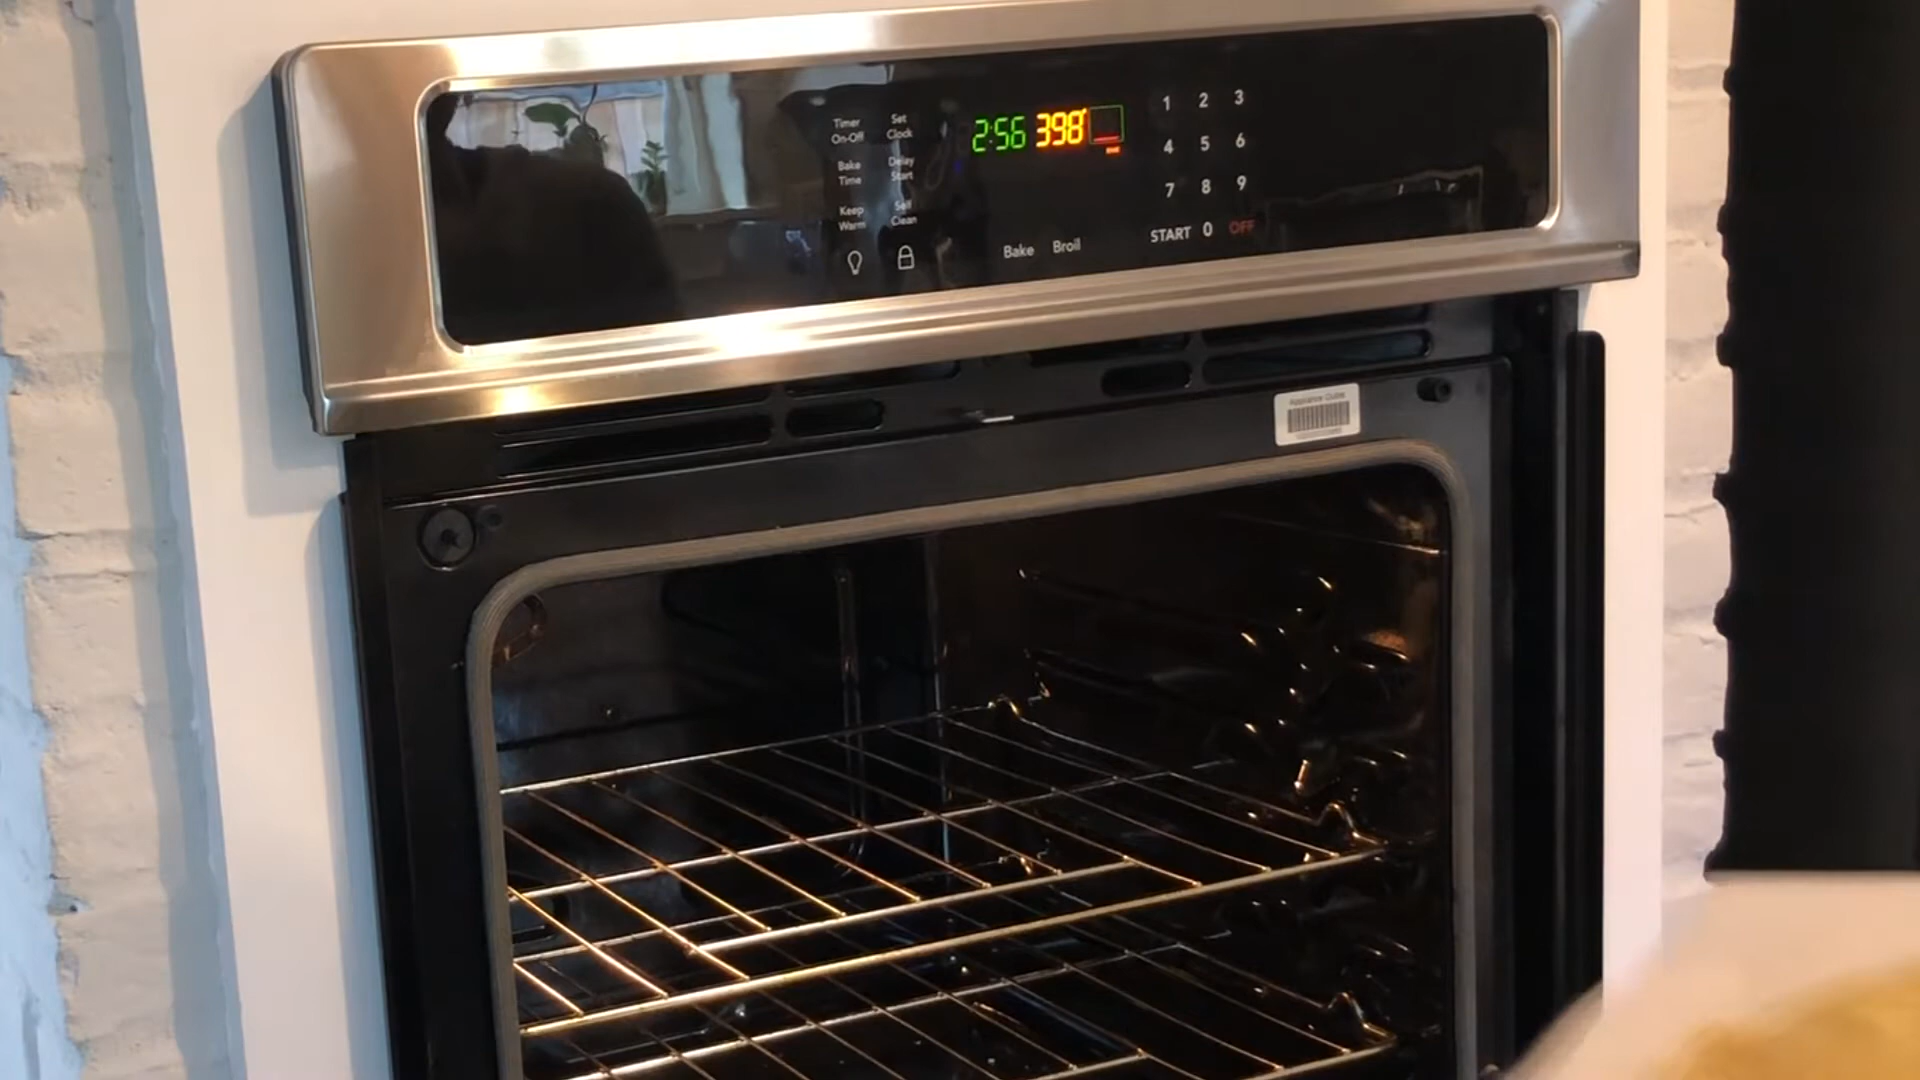 Timer
On-Off
Set
Clock
Bake
Time
Delay
Start
Keep
Warm
Self
Clean
2:56 398°
Bake Broil
1 2 3
4 5 6
7 8 9
START 0 OFF
Appliance